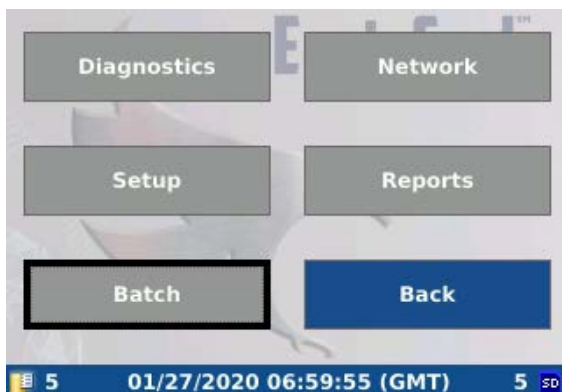 Diagnostics
Network
Setup
Reports
Batch
Back
5 01/27/2020 06:59:55 (GMT) 5 SD